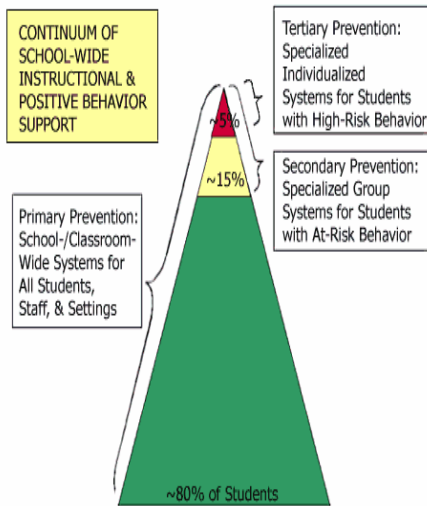 CONTINUUM OF
SCHOOL-WIDE
INSTRUCTIONAL &
POSITIVE BEHAVIOR
SUPPORT
Tertiary Prevention:
Specialized
Individualized
Systems for Students
with High-Risk Behavior
~5%
Secondary Prevention:
Specialized Group
Systems for Students
with At-Risk Behavior
~15%
Primary Prevention:
School-/Classroom-
Wide Systems for
All Students,
Staff, & Settings
~80% of Students